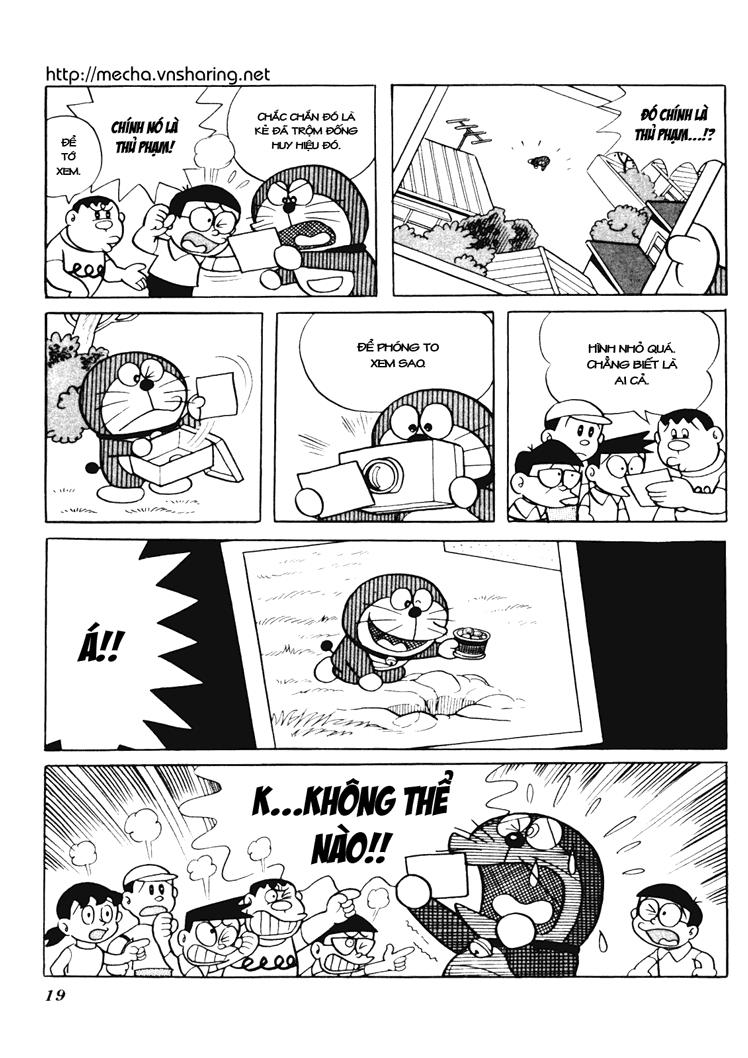 http://mecha.vnsharing.net
ĐỂ
TỚ
XEM.
CHÍNH NÓ LÀ
THỦ PHẠM!
CHẮC CHẮN ĐÓ LÀ
KẺ ĐÃ TRỘM ĐỐNG
HUY HIỆU ĐÓ.
ĐÓ CHÍNH LÀ
THỦ PHẠM...!?
ĐỂ PHÓNG TO
XEM SAO.
HÌNH NHỎ QUÁ.
CHẲNG BIẾT LÀ
AI CẢ.
Á!!
K...KHÔNG THỂ
NÀO!!
19